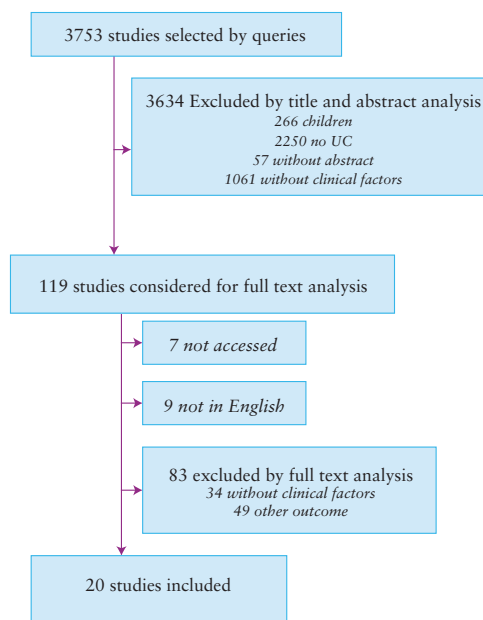 3753 studies selected by queries
3634 Excluded by title and abstract analysis
266 children
2250 no UC
57 without abstract
1061 without clinical factors
119 studies considered for full text analysis
7 not accessed
9 not in English
83 excluded by full text analysis
34 without clinical factors
49 other outcome
20 studies included